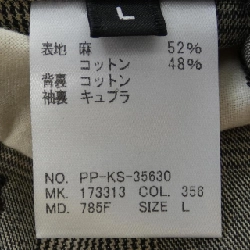 L
表地 麻 52%
コットン 48%
背裏 コットン
袖裏 キュプラ
NO. PP-KS-35630
MK. 173313 COL. 356
MD. 785F SIZE L